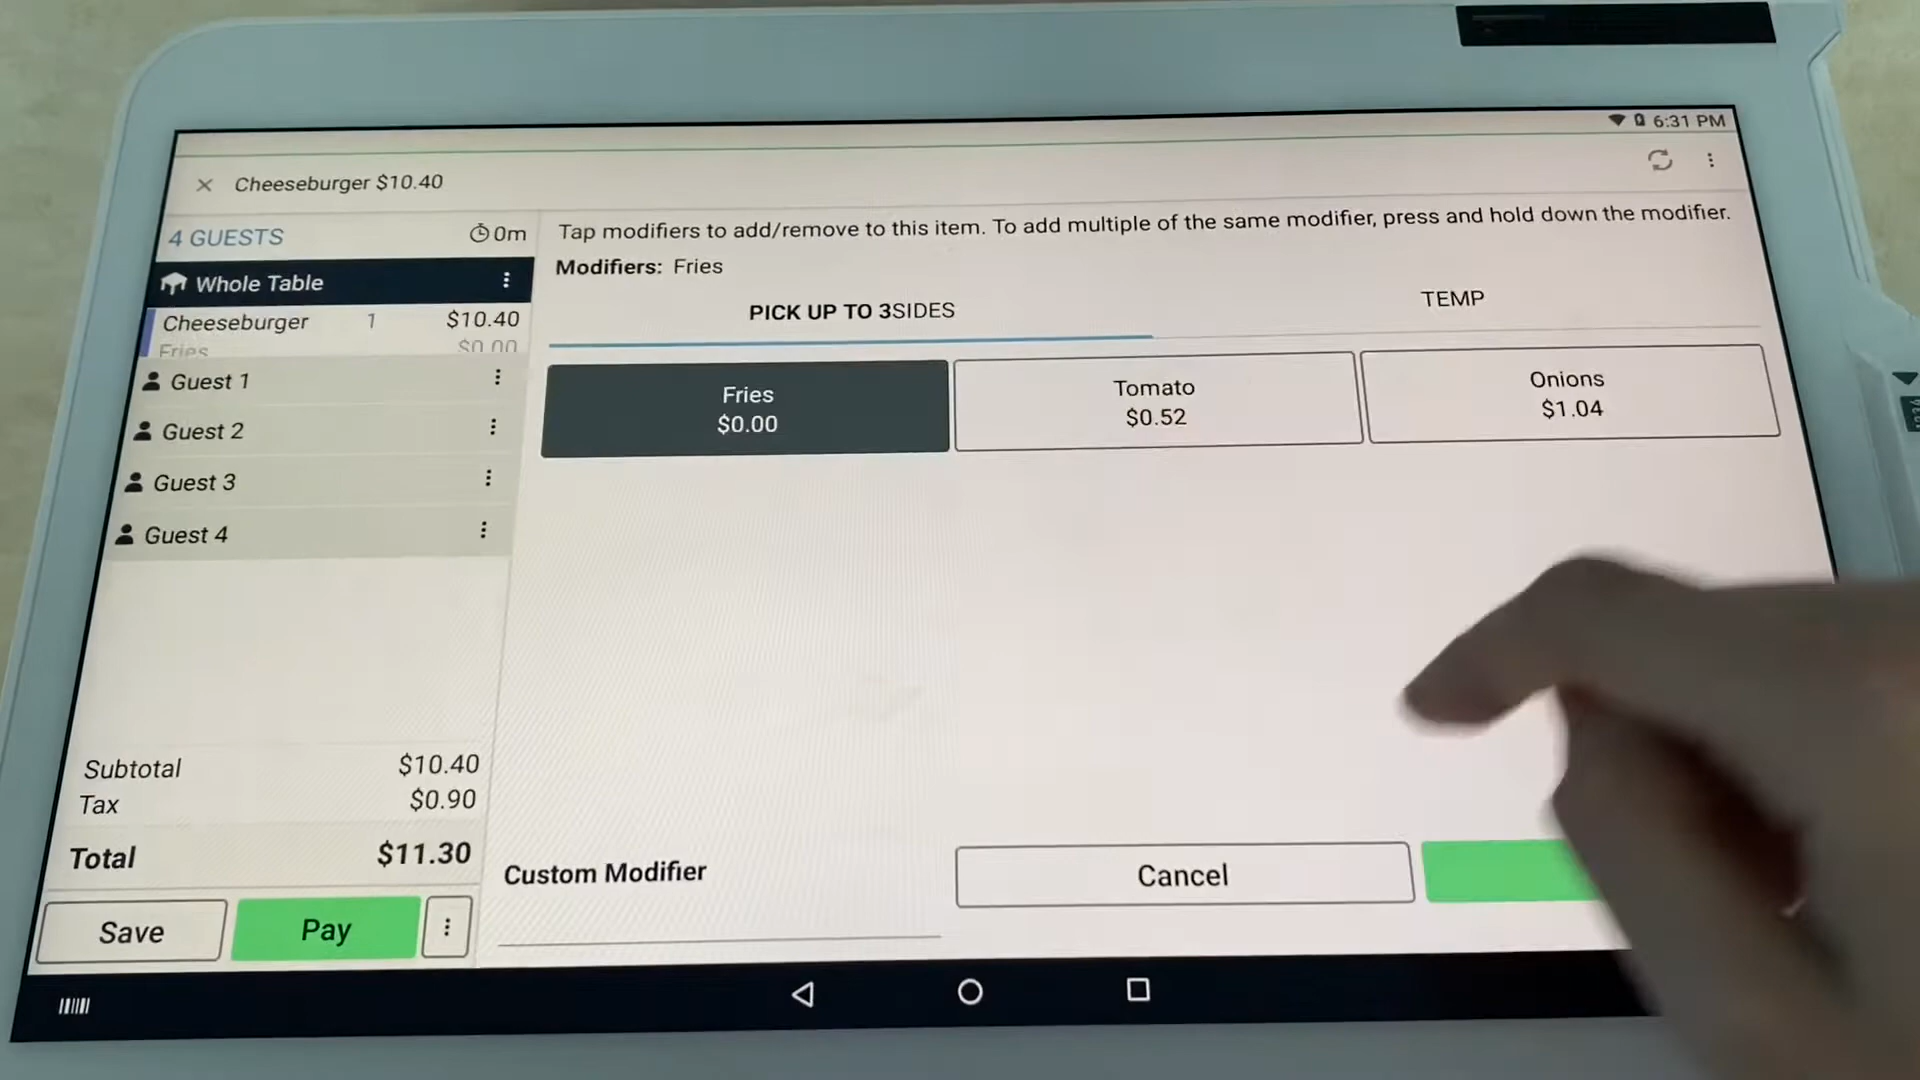 6:31 PM
Cheeseburger $10.40
4 GUESTS 0m
Whole Table
Cheeseburger 1 $10.40
Fries $0.00
Guest 1
Guest 2
Guest 3
Guest 4
Subtotal $10.40
Tax $0.90
Total $11.30
Save Pay
Tap modifiers to add/remove to this item. To add multiple of the same modifier, press and hold down the modifier.
Modifiers: Fries
PICK UP TO 3SIDES TEMP
Fries
$0.00
Tomato
$0.52
Onions
$1.04
Custom Modifier
Cancel